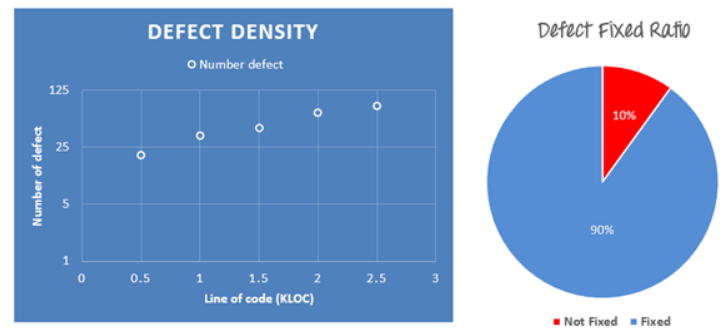 DEFECT DENSITY
Number defect
125
25
5
1
0 0.5 1 1.5 2 2.5 3
Number of defect
Line of code (KLOC)
Defect Fixed Ratio
10%
90%
Not Fixed Fixed